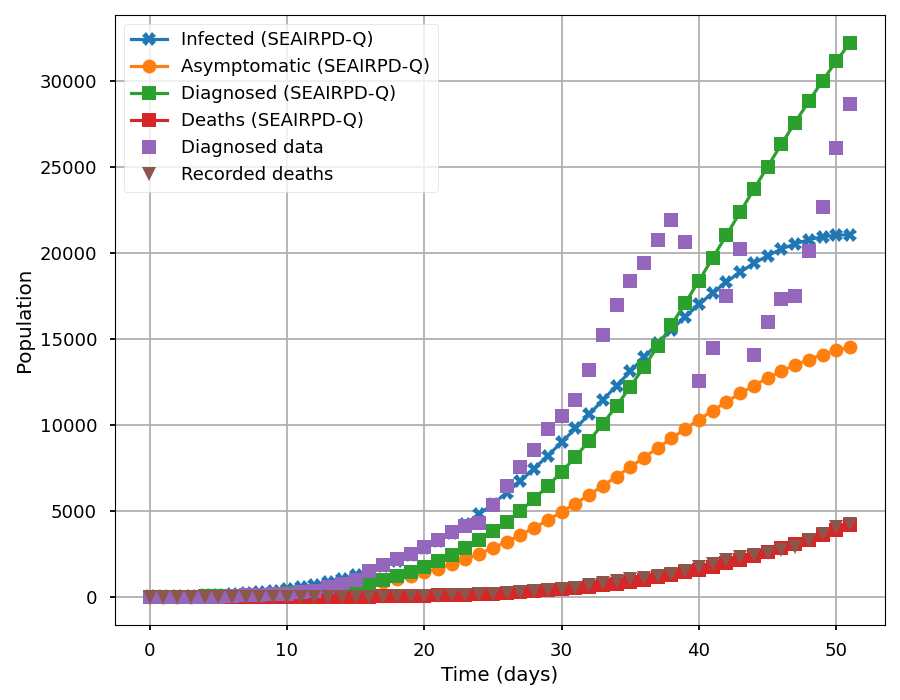 Infected (SEAIRPD-Q)
Asymptomatic (SEAIRPD-Q)
Diagnosed (SEAIRPD-Q)
Deaths (SEAIRPD-Q)
Diagnosed data
Recorded deaths
30000
25000
20000
15000
10000
5000
0
Population
0 10 20 30 40 50
Time (days)